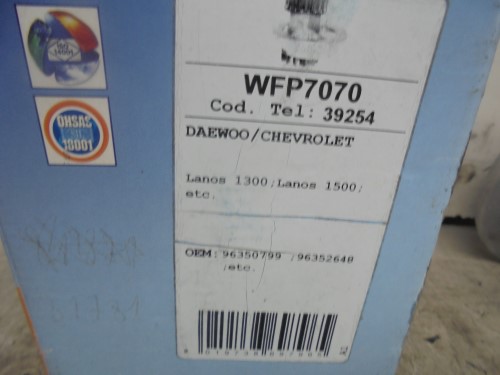 WFP7070
Cod. Tel: 39254
DAEWOO/CHEVROLET
Lanos 1300;Lanos 1500;
etc.
OEM: 96350799 ;96352648
;etc.
OHSAS
18001